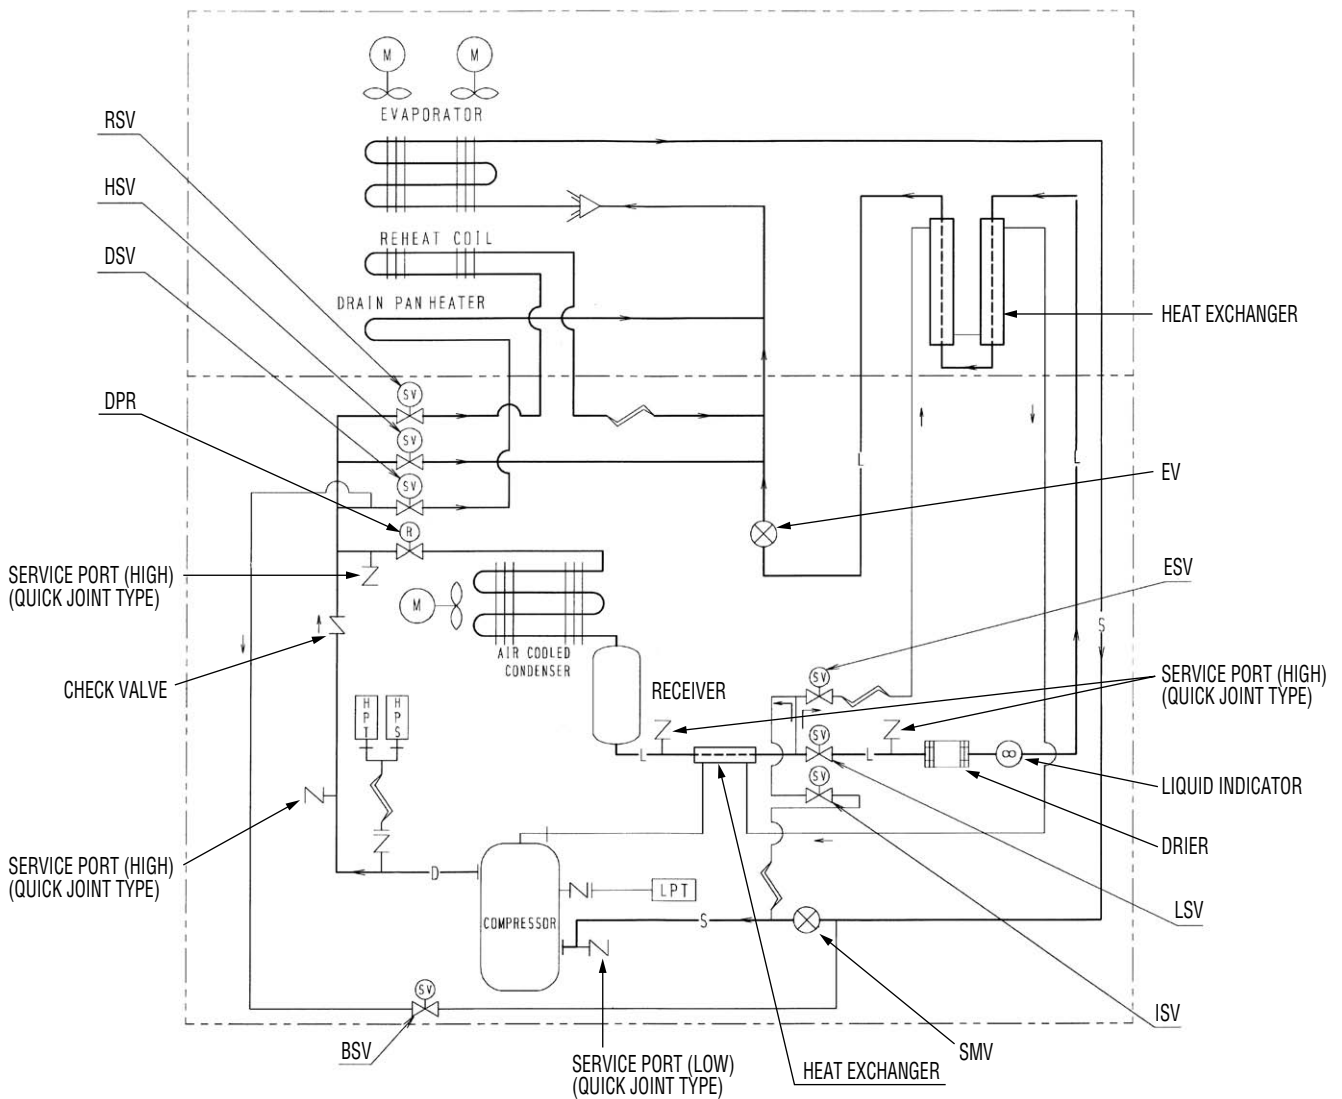 M
M
EVAPORATOR
RSV
HSV
REHEAT COIL
DSV
DRAIN PAN HEATER
HEAT EXCHANGER
SV
DPR
SV
L
L
EV
SV
R
SERVICE PORT (HIGH)
(QUICK JOINT TYPE)
ESV
M
S
AIR COOLED
CONDENSER
SV
CHECK VALVE
RECEIVER
SERVICE PORT (HIGH)
(QUICK JOINT TYPE)
HPT
HPS
SV
L
L
SV
LIQUID INDICATOR
DRIER
SERVICE PORT (HIGH)
(QUICK JOINT TYPE)
D
LPT
COMPRESSOR
S
LSV
SV
ISV
BSV
SMV
SERVICE PORT (LOW)
(QUICK JOINT TYPE)
HEAT EXCHANGER